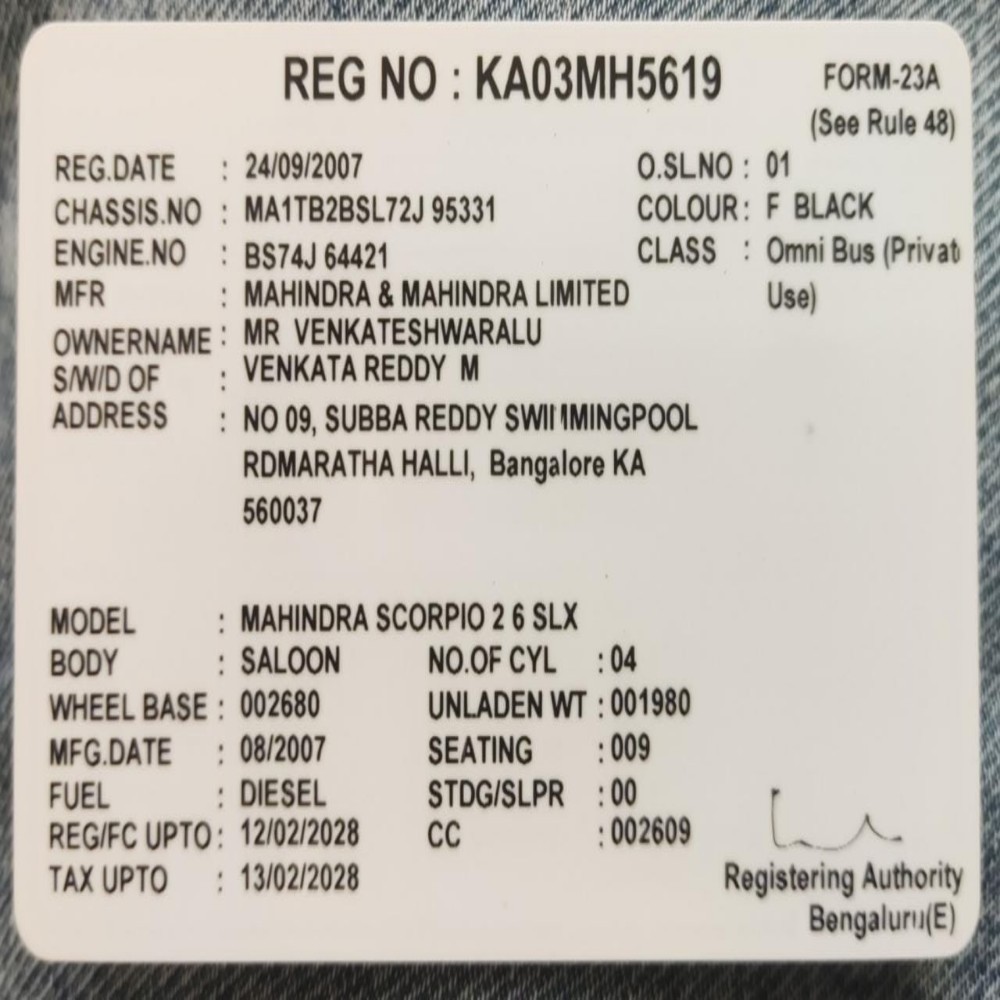 REG NO : KA03MH5619 FORM-23A
(See Rule 48)
REG.DATE : 24/09/2007 O.SLNO : 01
CHASSIS.NO : MA1TB2BSL72J 95331 COLOUR : F BLACK
ENGINE.NO : BS74J 64421 CLASS : Omni Bus (Privat
MFR : MAHINDRA & MAHINDRA LIMITED Use)
OWNERNAME : MR VENKATESHWARALU
S/W/D OF : VENKATA REDDY M
ADDRESS : NO 09, SUBBA REDDY SWIMMINGPOOL
RDMARATHA HALLI, Bangalore KA
560037
MODEL : MAHINDRA SCORPIO 2 6 SLX
BODY : SALOON NO.OF CYL : 04
WHEEL BASE : 002680 UNLADEN WT : 001980
MFG.DATE : 08/2007 SEATING : 009
FUEL : DIESEL STDG/SLPR : 00
REG/FC UPTO : 12/02/2028 CC : 002609
TAX UPTO : 13/02/2028 Registering Authority
Bengaluru(E)